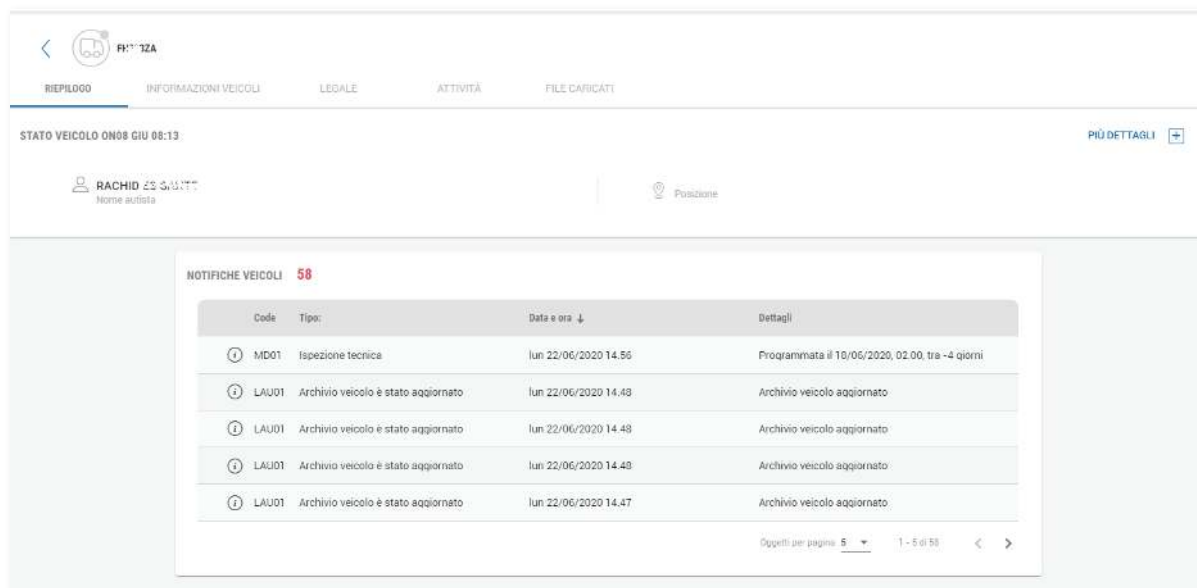 RIEPILOGO INFORMAZIONI VEICOLI LEGALE ATTIVITÀ FILE CARICATI
STATO VEICOLO ON08 GIU 08:13 PIÙ DETTAGLI
RACHID
Nome autista Posizione
NOTIFICHE VEICOLI 58
Code Tipo: Data e ora ↓ Dettagli
MD01 Ispezione tecnica lun 22/06/2020 14.56 Programmata il 18/06/2020, 02.00, tra -4 giorni
LAU01 Archivio veicolo è stato aggiornato lun 22/06/2020 14.48 Archivio veicolo aggiornato
LAU01 Archivio veicolo è stato aggiornato lun 22/06/2020 14.48 Archivio veicolo aggiornato
LAU01 Archivio veicolo è stato aggiornato lun 22/06/2020 14.48 Archivio veicolo aggiornato
LAU01 Archivio veicolo è stato aggiornato lun 22/06/2020 14.47 Archivio veicolo aggiornato
Oggetti per pagina 5 1 - 5 di 58